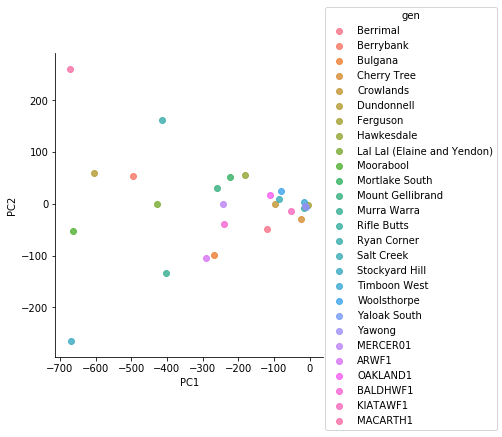 gen
Berrimal
Berrybank
Bulgana
Cherry Tree
Crowlands
Dundonnell
Ferguson
Hawkesdale
Lal Lal (Elaine and Yendon)
Moorabool
Mortlake South
Mount Gellibrand
Murra Warra
Rifle Butts
Ryan Corner
Salt Creek
Stockyard Hill
Timboon West
Woolsthorpe
Yaloak South
Yawong
MERCER01
ARWF1
OAKLAND1
BALDHWF1
KIATAWF1
MACARTH1
200
100
0
−100
−200
PC2
−700 −600 −500 −400 −300 −200 −100 0
PC1